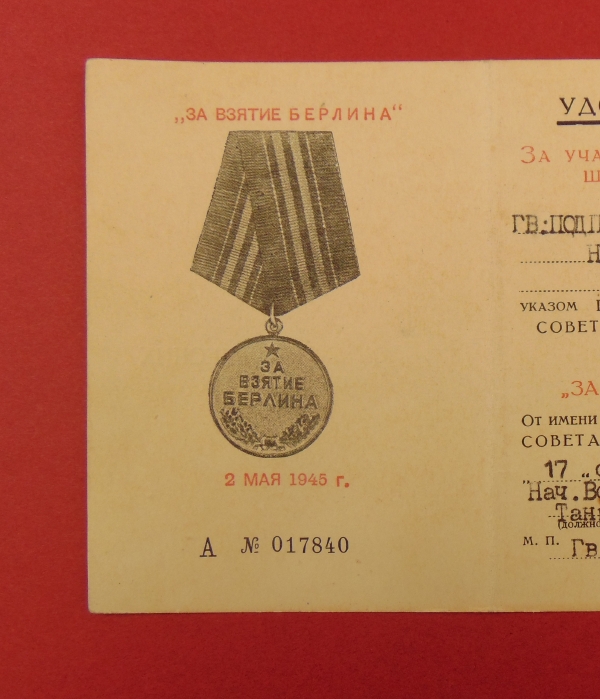 „ЗА ВЗЯТИЕ БЕРЛИНА“
ЗА
ВЗЯТИЕ
БЕРЛИНА
2 МАЯ 1945 г.
А № 017840
УДО
ЗА УЧА
Ш
ГВ:ПОДП
Н
УКАЗОМ
СОВЕТ
„ЗА
От имени
СОВЕТА
17 „
"Нач.Во
Тан
(должно
м. п. Гв